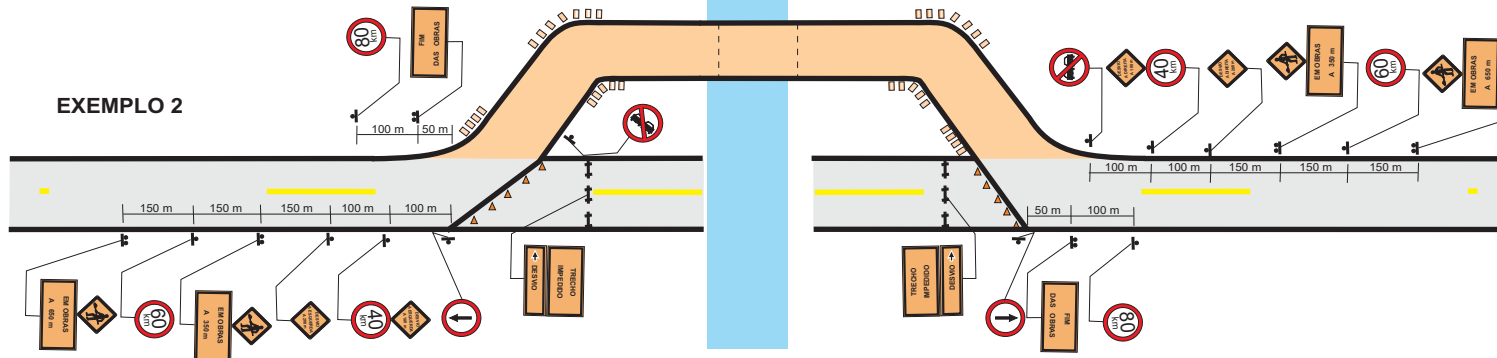 EXEMPLO 2
80
km
FIM
DAS OBRAS
100 m
50 m
40
km
EM OBRAS
A 350 m
60
km
EM OBRAS
A 650 m
100 m
100 m
150 m
150 m
150 m
150 m
150 m
150 m
100 m
100 m
50 m
100 m
EM OBRAS
A 650 m
60
km
EM OBRAS
A 350 m
40
km
DESVIO
TRECHO
IMPEDIDO
DESVIO
IMPEDIDO
TRECHO
FIM
DAS OBRAS
80
km